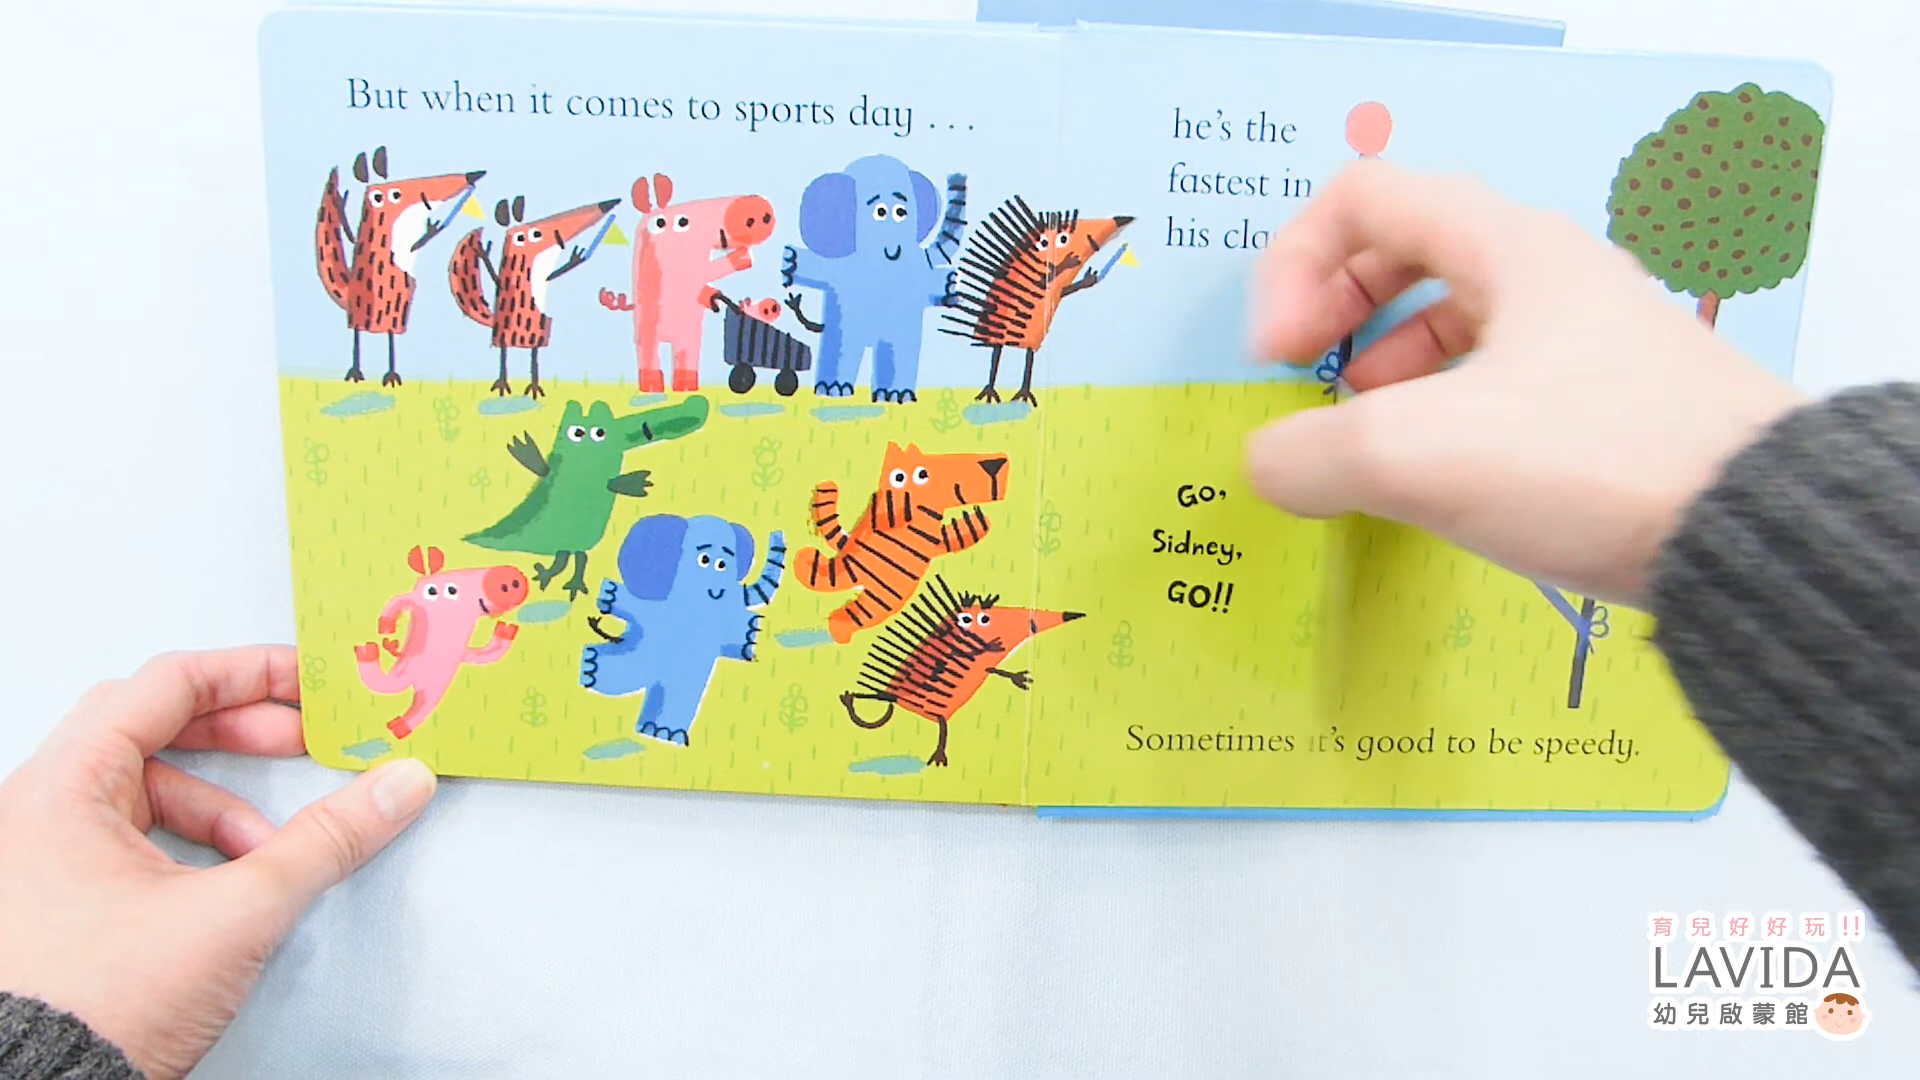 But when it comes to sports day . . .
he's the
fastest in
his
Go,
Sidney,
GO!!
Sometimes it's good to be speedy.
育兒好好玩!!
LAVIDA
幼兒啟蒙館